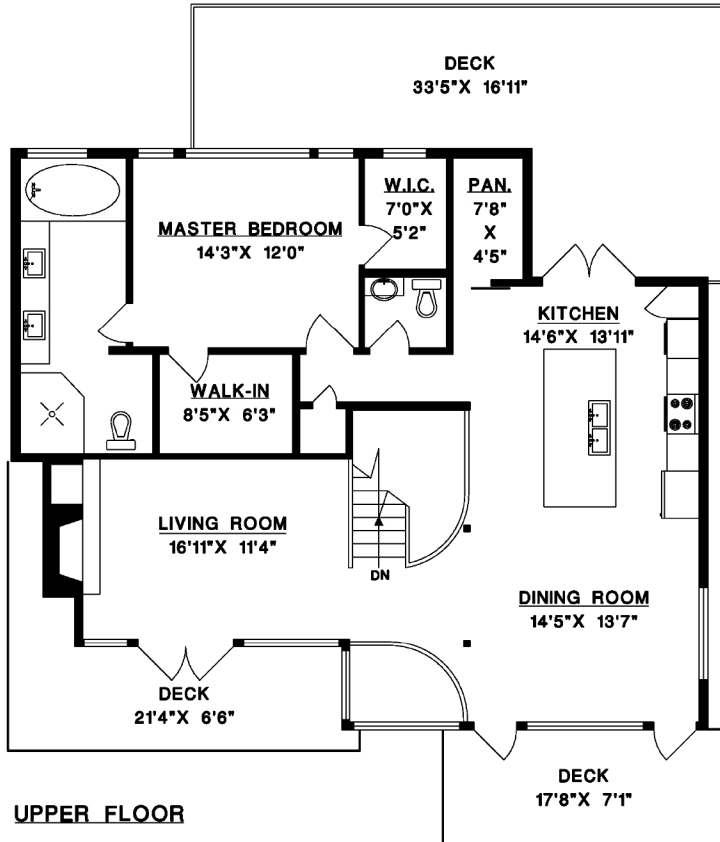 DECK
33'5"X 16'11"
W.I.C.
7'0"X
5'2"
PAN.
7'8"
X
4'5"
MASTER BEDROOM
14'3"X 12'0"
KITCHEN
14'6"X 13'11"
WALK-IN
8'5"X 6'3"
LIVING ROOM
16'11"X 11'4"
DN
DINING ROOM
14'5"X 13'7"
DECK
21'4"X 6'6"
DECK
17'8"X 7'1"
UPPER FLOOR